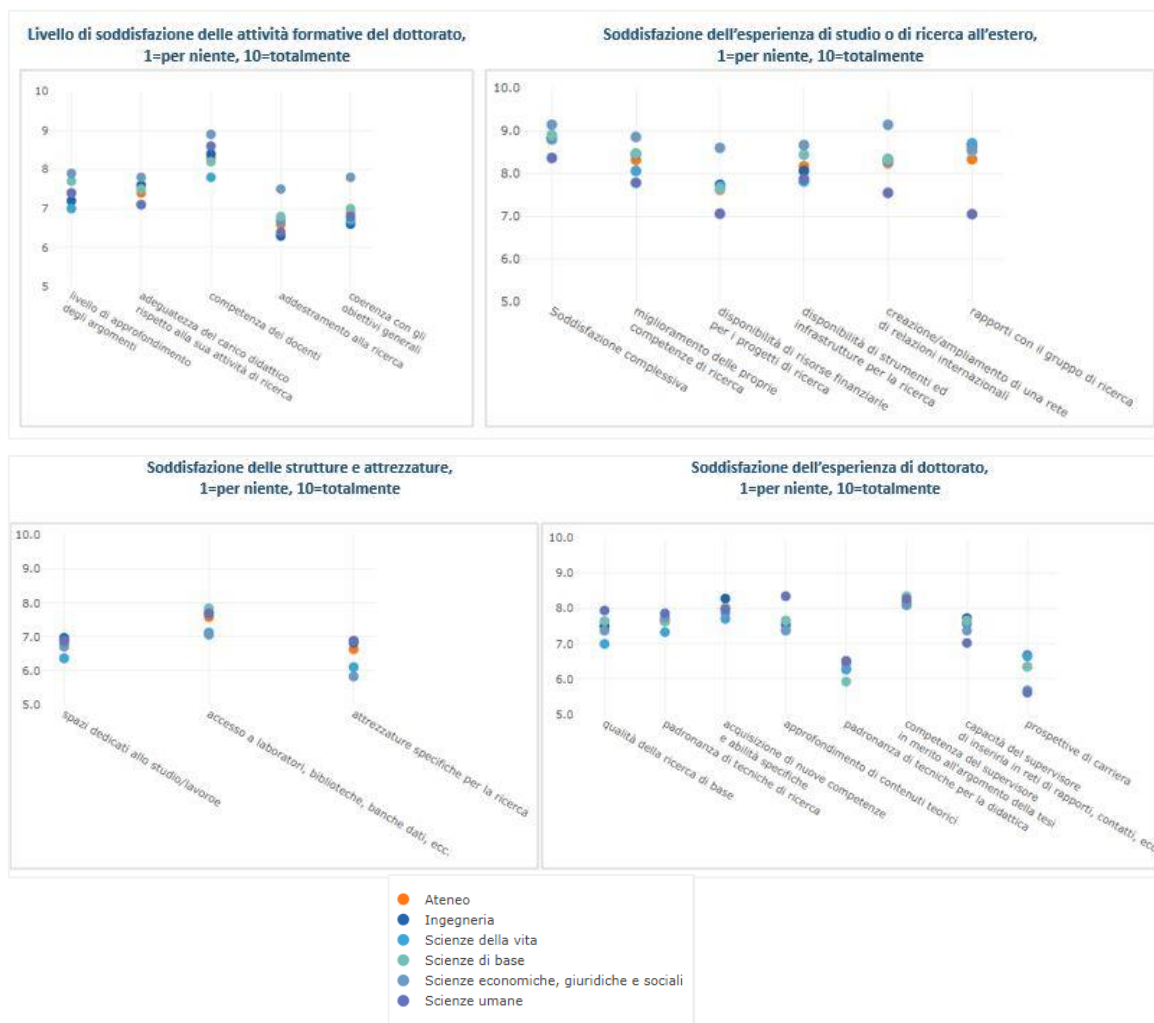 Livello di soddisfazione delle attività formative del dottorato,
1=per niente, 10=totalmente
10
9
8
7
6
5
livello di approfondimento
degli argomenti
adeguatezza del carico didattico
rispetto alla sua attività di ricerca
competenza dei docenti
addestramento alla ricerca
coerenza con gli
obiettivi generali
Soddisfazione dell'esperienza di studio o di ricerca all'estero,
1=per niente, 10=totalmente
10.0
9.0
8.0
7.0
6.0
5.0
Soddisfazione complessiva
miglioramento delle proprie
competenze di ricerca
disponibilità di risorse finanziarie
per i progetti di ricerca
disponibilità di strumenti ed
infrastrutture per la ricerca
creazione/ampliamento di una rete
di relazioni internazionali
rapporti con il gruppo di ricerca
Soddisfazione delle strutture e attrezzature,
1=per niente, 10=totalmente
10.0
9.0
8.0
7.0
6.0
5.0
spazi dedicati allo studio/lavoroe
accesso a laboratori, biblioteche, banche dati, ecc.
attrezzature specifiche per la ricerca
Soddisfazione dell'esperienza di dottorato,
1=per niente, 10=totalmente
10.0
9.0
8.0
7.0
6.0
5.0
qualità della ricerca di base
padronanza di tecniche di ricerca
acquisizione di nuove competenze
e abilità specifiche
approfondimento di contenuti teorici
padronanza di tecniche per la didattica
competenza del supervisore
in merito all'argomento della tesi
capacità del supervisore
di inserirla in reti di rapporti, contatti, ecc
prospettive di carriera
Ateneo
Ingegneria
Scienze della vita
Scienze di base
Scienze economiche, giuridiche e sociali
Scienze umane